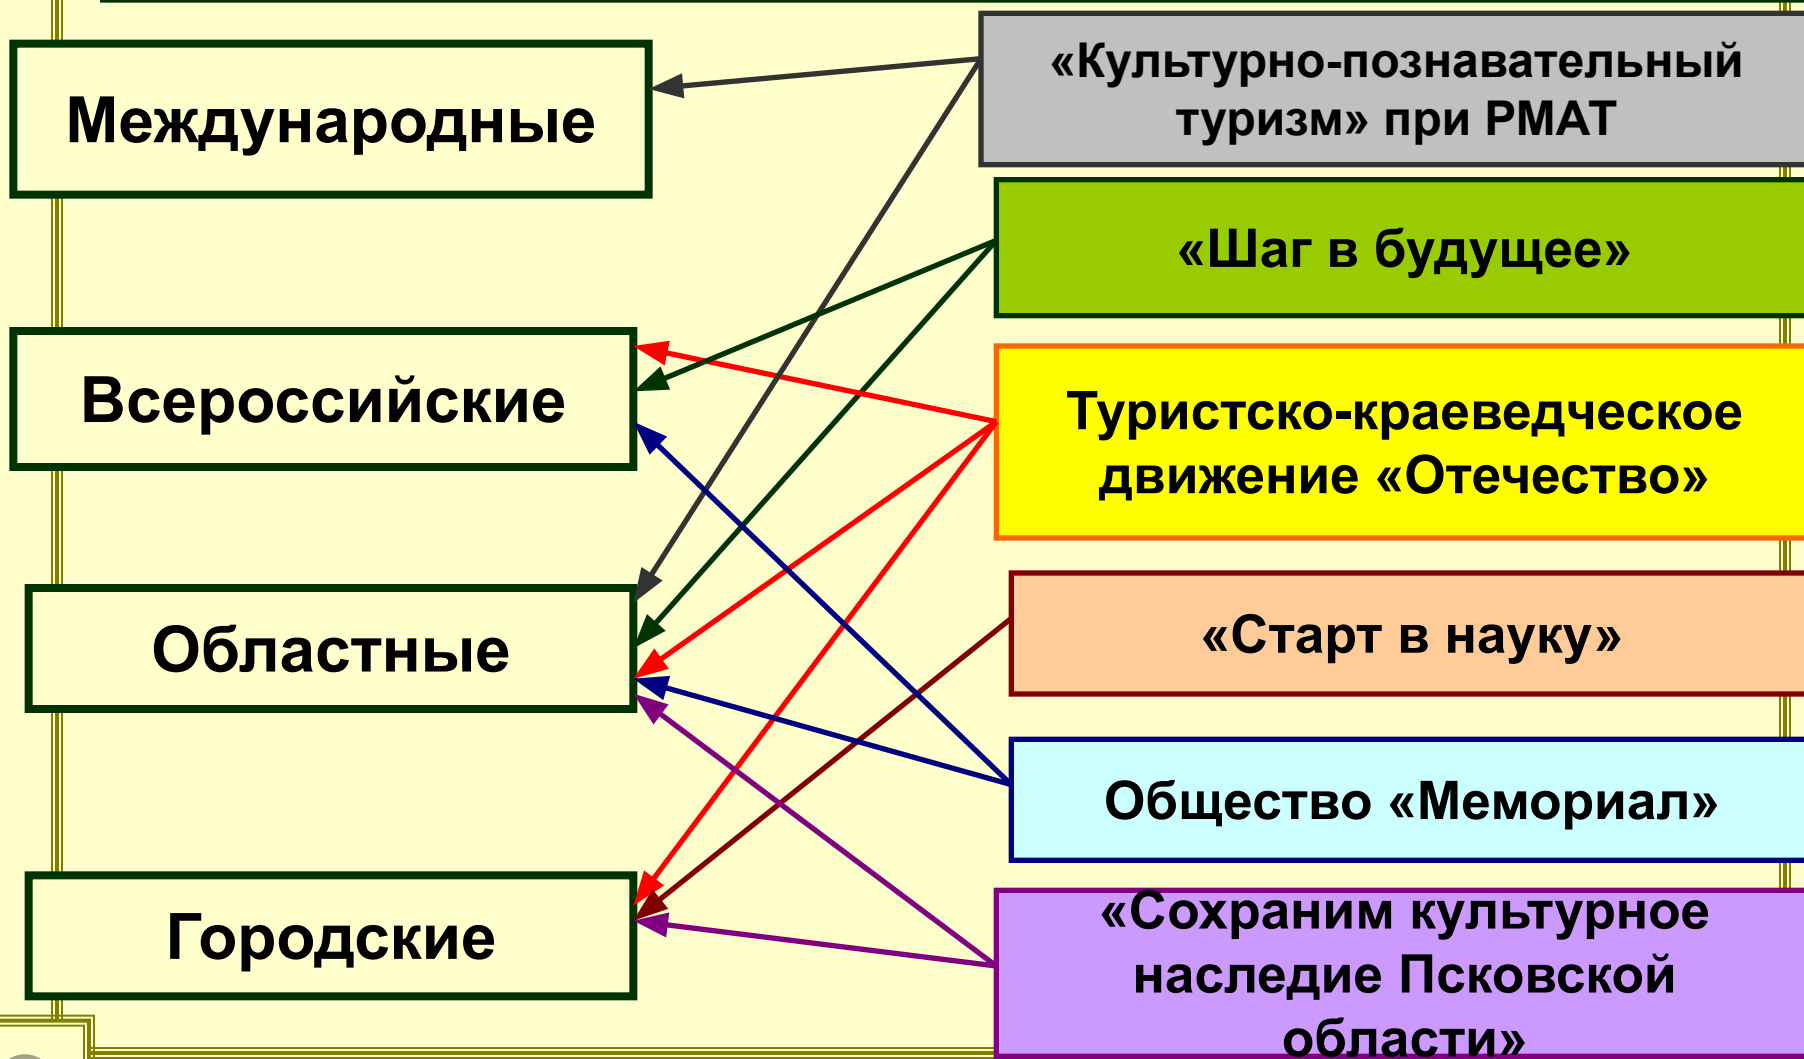 Международные
Всероссийские
Областные
Городские
«Культурно-познавательный
туризм» при РМАТ
«Шаг в будущее»
Туристско-краеведческое
движение «Отечество»
«Старт в науку»
Общество «Мемориал»
«Сохраним культурное
наследие Псковской
области»